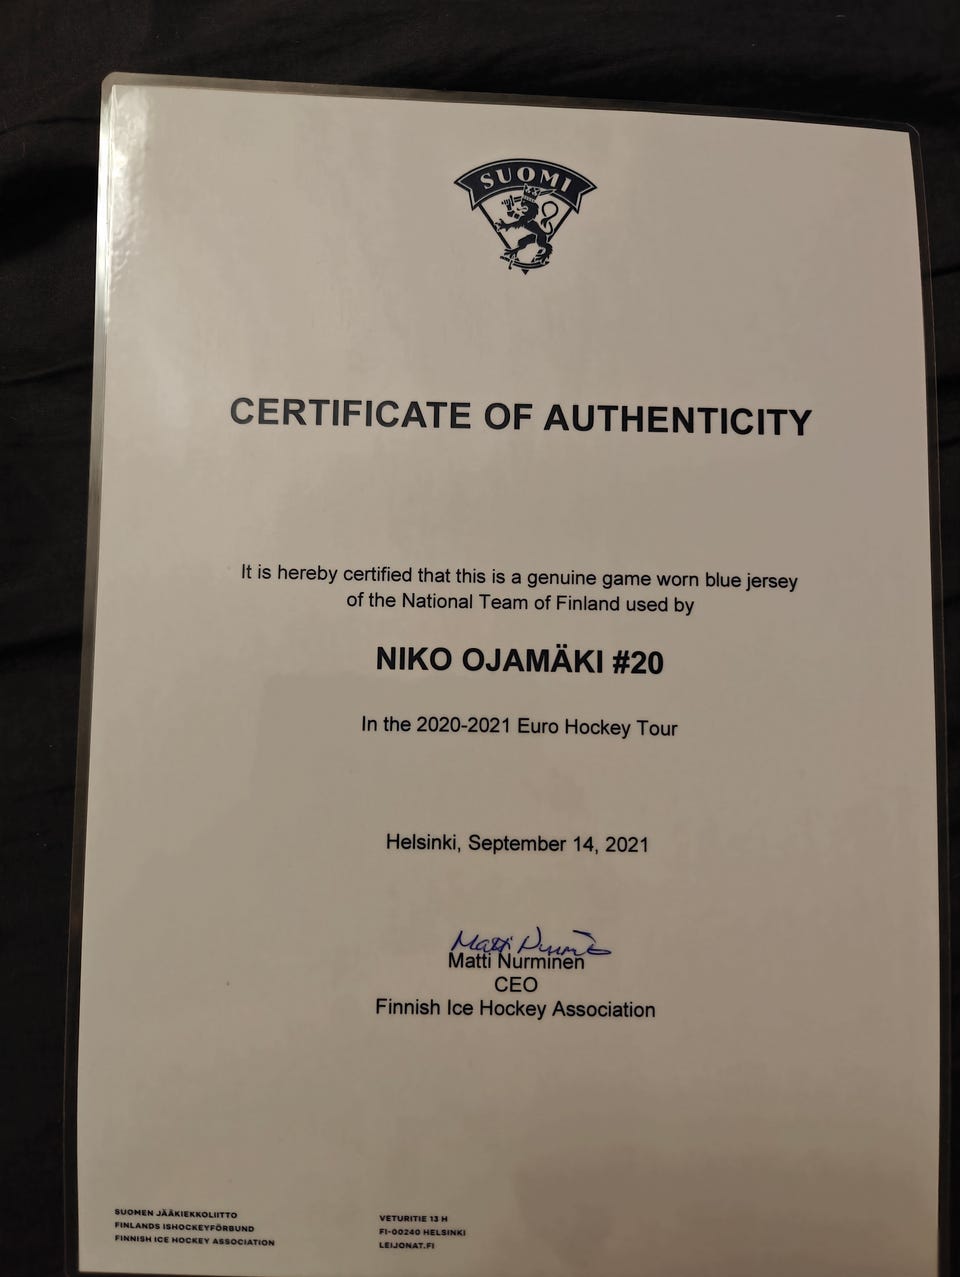 SUOMI
CERTIFICATE OF AUTHENTICITY
It is hereby certified that this is a genuine game worn blue jersey
of the National Team of Finland used by
NIKO OJAMÄKI #20
In the 2020-2021 Euro Hockey Tour
Helsinki, September 14, 2021
Matti Nurminen
Matti Nurminen
CEO
Finnish Ice Hockey Association
SUOMEN JÄÄKIEKKOLIITTO
FINLANDS ISHOCKEYFÖRBUND
FINNISH ICE HOCKEY ASSOCIATION
VETURITIE 13 H
FI-00240 HELSINKI
LEIJONAT.FI